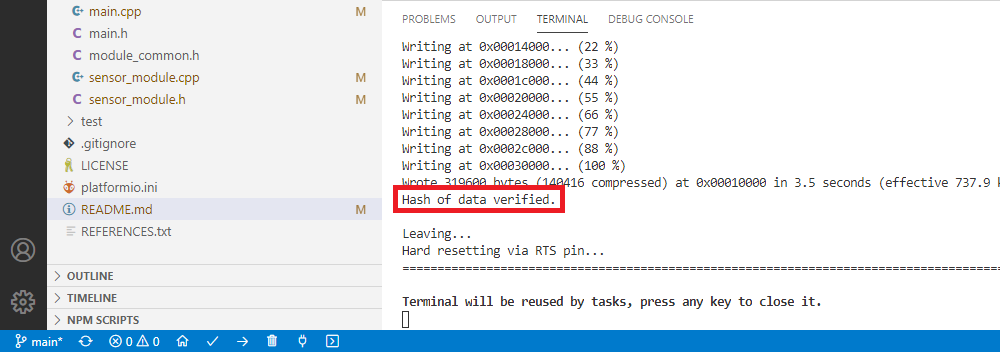 main.cpp M
main.h
module_common.h
sensor_module.cpp M
sensor_module.h M
test
.gitignore
LICENSE
platformio.ini
README.md M
REFERENCES.txt
OUTLINE
TIMELINE
NPM SCRIPTS
PROBLEMS OUTPUT TERMINAL DEBUG CONSOLE
Writing at 0x00014000... (22 %)
Writing at 0x00018000... (33 %)
Writing at 0x0001c000... (44 %)
Writing at 0x00020000... (55 %)
Writing at 0x00024000... (66 %)
Writing at 0x00028000... (77 %)
Writing at 0x0002c000... (88 %)
Writing at 0x00030000... (100 %)
Wrote 319600 bytes (140416 compressed) at 0x00010000 in 3.5 seconds (effective 737.9 k
Hash of data verified.
Leaving...
Hard resetting via RTS pin...
Terminal will be reused by tasks, press any key to close it.
main* 0 0